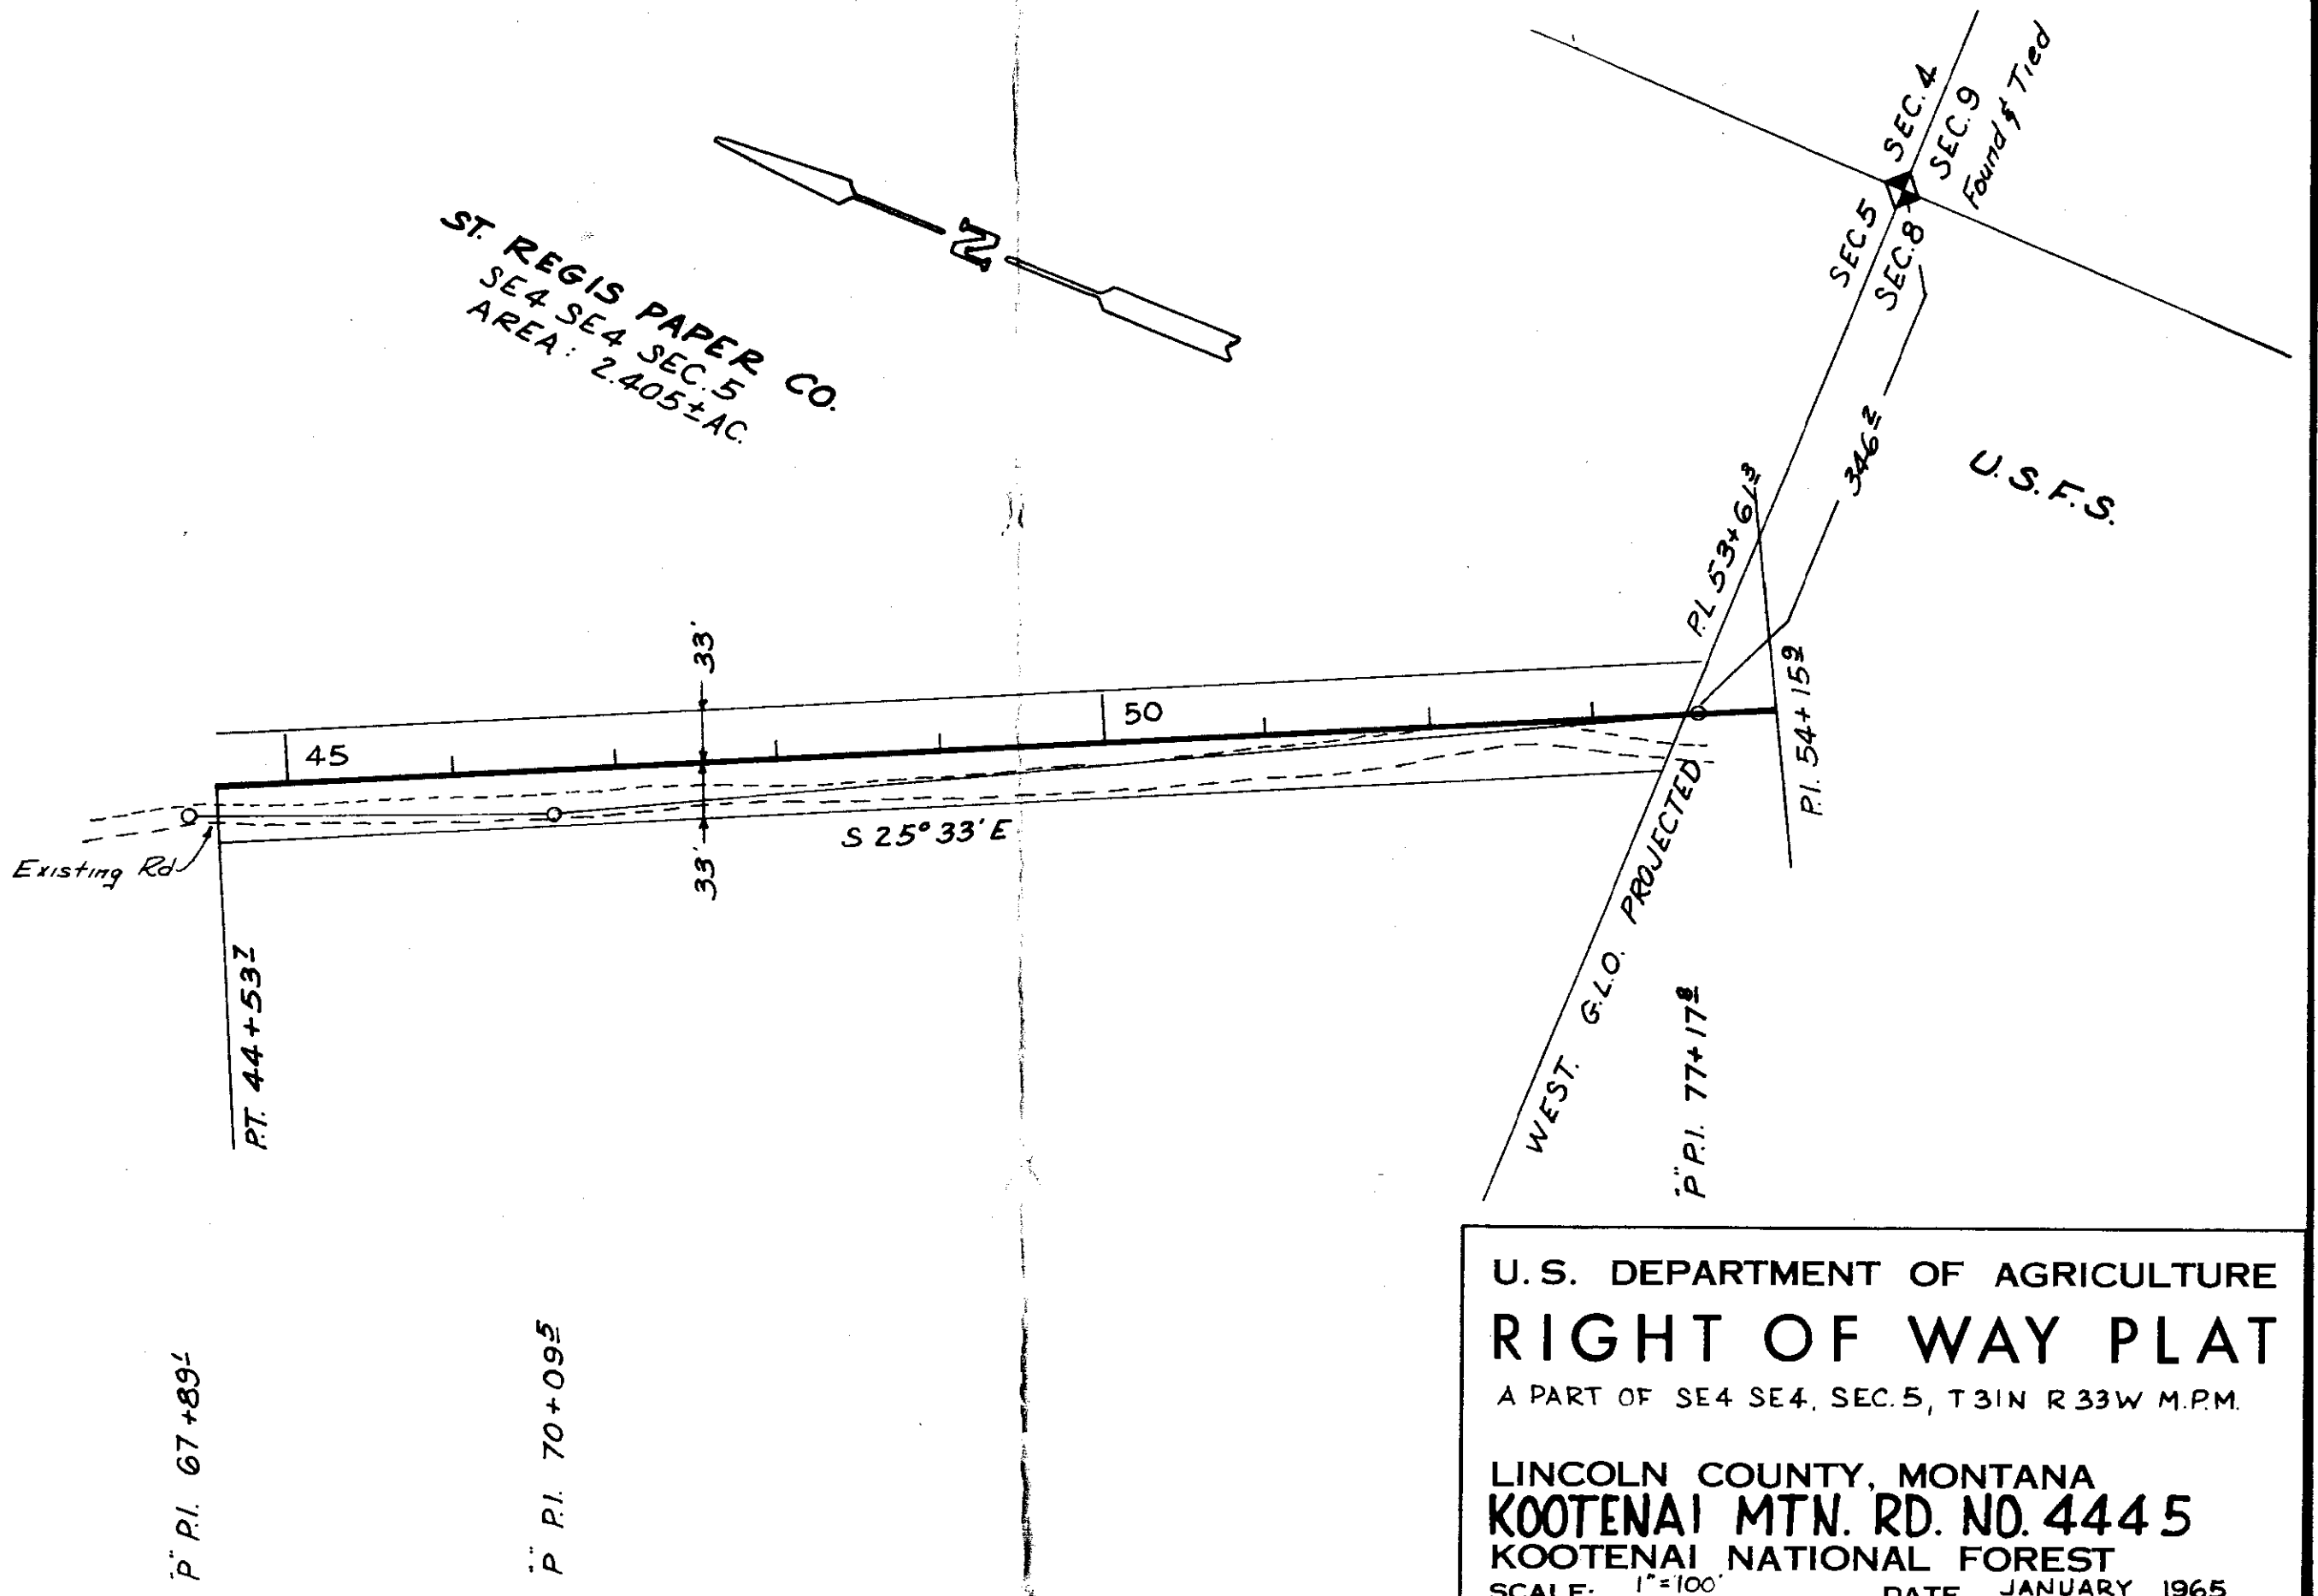 ST. REGIS PAPER CO.
SE4 SE4 SEC. 5
AREA: 2.405± AC.
N
SEC. 4
SEC. 9
Found & Tied
SEC 5
SEC. 8
346 2
U.S.F.S.
P.L. 53+61 3
P.I. 54+15 9
33'
45
50
33'
S 25° 33' E
Existing Rd
P.T. 44+53 7
WEST. G.L.O. PROJECTED
"P" P.I. 77+17 8
"P" P.I. 67+89 1
"P" P.I. 70+09 5
U.S. DEPARTMENT OF AGRICULTURE
RIGHT OF WAY PLAT
A PART OF SE4 SE4, SEC. 5, T 31N R 33W M.P.M.
LINCOLN COUNTY, MONTANA
KOOTENAI MTN. RD. NO. 4445
KOOTENAI NATIONAL FOREST
SCALE: 1"=100' DATE JANUARY 1965